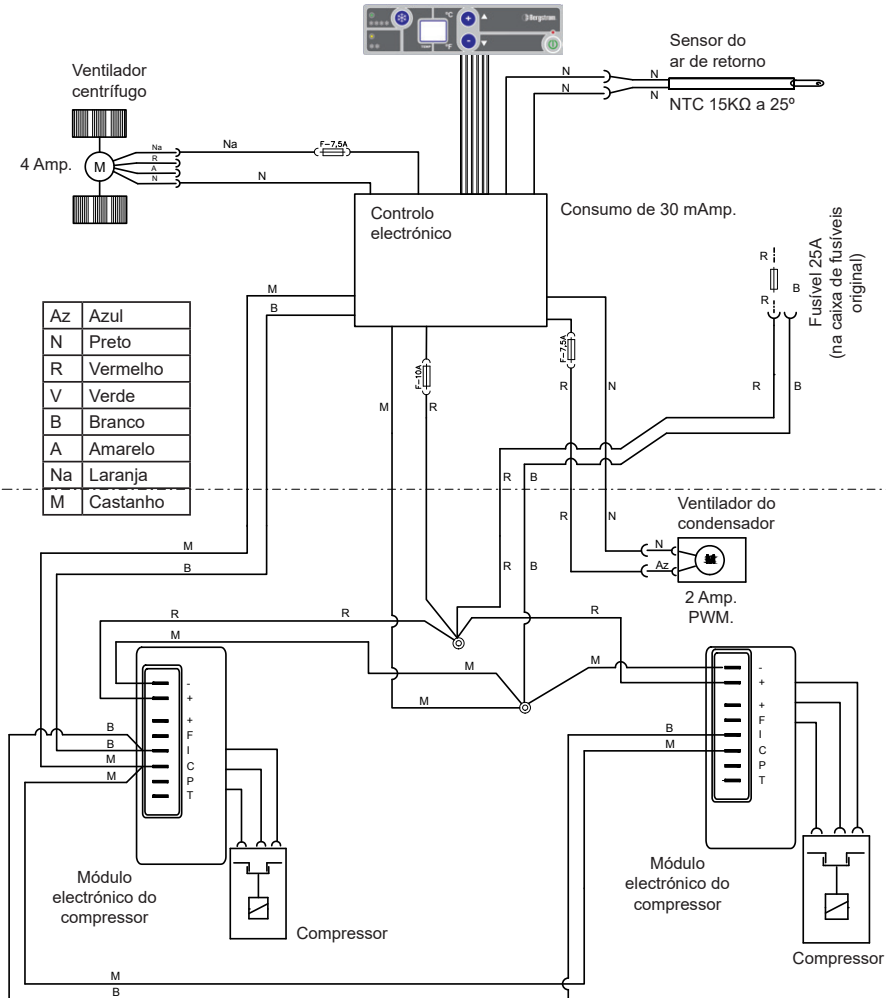 °C
Bergstrom
°F
Ventilador
centrífugo
4 Amp.
M
Na
R
A
N
Na
N
F-7,5A
N
N
N
N
Sensor do
ar de retorno
NTC 15KΩ a 25º
Controlo
electrónico
Consumo de 30 mAmp.
R
R
B
Fusível 25A
(na caixa de fusíveis
original)
M
B
Az Azul
N Preto
R Vermelho
V Verde
B Branco
A Amarelo
Na Laranja
M Castanho
F-10A
M
R
F-7,5A
R
N
R
B
R
B
R
N
Ventilador do
condensador
N
Az
M
2 Amp.
PWM.
M
B
R
B
R
R
R
M
M
M
M
-
+
+
F
I
C
P
T
B
B
M
M
-
+
+
F
I
C
P
T
B
M
Módulo
electrónico do
compressor
Compressor
Módulo
electrónico do
compressor
Compressor
M
B